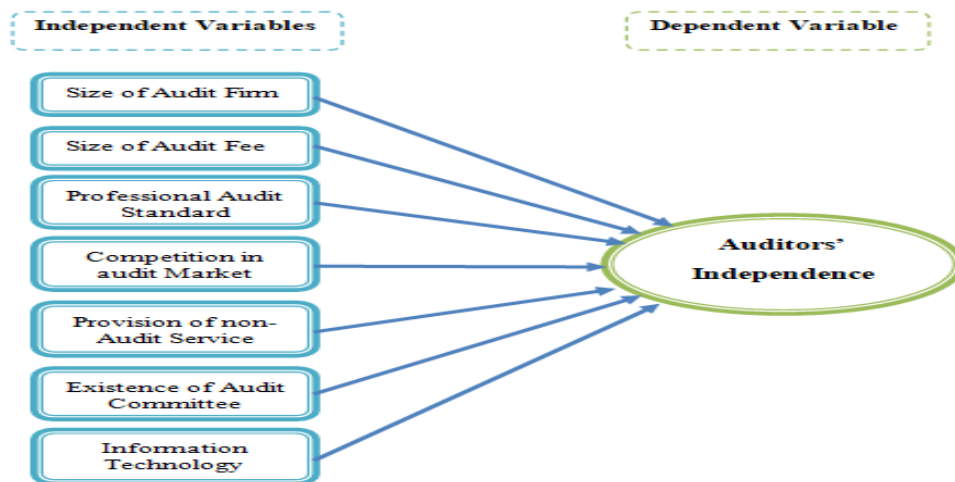 Independent Variables
Dependent Variable
Size of Audit Firm
Size of Audit Fee
Professional Audit
Standard
Competition in
audit Market
Provision of non-
Audit Service
Existence of Audit
Committee
Information
Technology
Auditors’
Independence